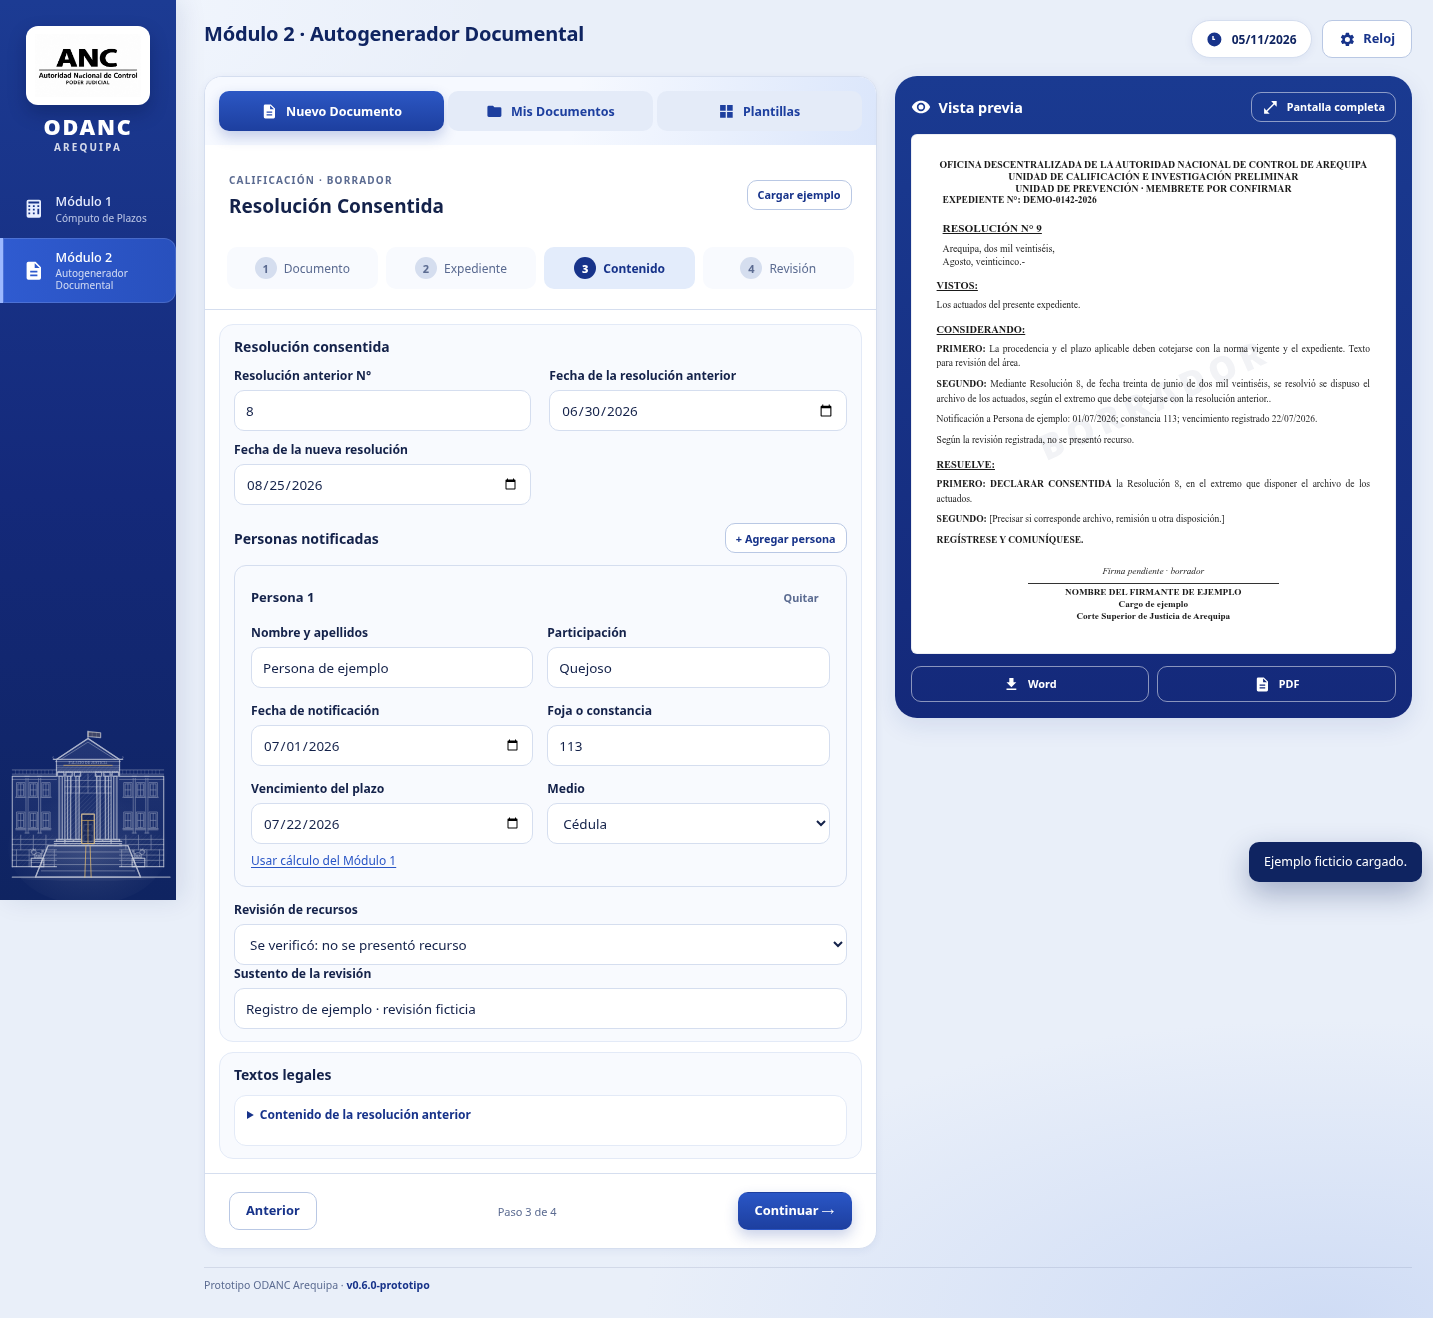 ANC
Autoridad Nacional de Control
PODER JUDICIAL
ODANC
AREQUIPA
Módulo 1
Cómputo de Plazos
Módulo 2
Autogenerador
Documental
Módulo 2 · Autogenerador Documental
05/11/2026
Reloj
Nuevo Documento
Mis Documentos
Plantillas
CALIFICACIÓN · BORRADOR
Resolución Consentida
Cargar ejemplo
1 Documento
2 Expediente
3 Contenido
4 Revisión
Resolución consentida
Resolución anterior N°
8
Fecha de la resolución anterior
06/30/2026
Fecha de la nueva resolución
08/25/2026
Personas notificadas
+ Agregar persona
Persona 1
Quitar
Nombre y apellidos
Persona de ejemplo
Participación
Quejoso
Fecha de notificación
07/01/2026
Foja o constancia
113
Vencimiento del plazo
07/22/2026
Medio
Cédula
Usar cálculo del Módulo 1
Revisión de recursos
Se verificó: no se presentó recurso
Sustento de la revisión
Registro de ejemplo · revisión ficticia
Textos legales
Contenido de la resolución anterior
Anterior
Paso 3 de 4
Continuar →
Vista previa
Pantalla completa
OFICINA DESCENTRALIZADA DE LA AUTORIDAD NACIONAL DE CONTROL DE AREQUIPA
UNIDAD DE CALIFICACIÓN E INVESTIGACIÓN PRELIMINAR
UNIDAD DE PREVENCIÓN · MEMBRETE POR CONFIRMAR
EXPEDIENTE N°: DEMO-0142-2026
RESOLUCIÓN N° 9
Arequipa, dos mil veintiséis,
Agosto, veinticinco.-
VISTOS:
Los actuados del presente expediente.
CONSIDERANDO:
PRIMERO: La procedencia y el plazo aplicable deben cotejarse con la norma vigente y el expediente. Texto
para revisión del área.
SEGUNDO: Mediante Resolución 8, de fecha treinta de junio de dos mil veintiséis, se resolvió se dispuso el
archivo de los actuados, según el extremo que debe cotejarse con la resolución anterior..
Notificación a Persona de ejemplo: 01/07/2026; constancia 113; vencimiento registrado 22/07/2026.
Según la revisión registrada, no se presentó recurso.
BORRADOR
RESUELVE:
PRIMERO: DECLARAR CONSENTIDA la Resolución 8, en el extremo que disponer el archivo de los
actuados.
SEGUNDO: [Precisar si corresponde archivo, remisión u otra disposición.]
REGÍSTRESE Y COMUNÍQUESE.
Firma pendiente · borrador
NOMBRE DEL FIRMANTE DE EJEMPLO
Cargo de ejemplo
Corte Superior de Justicia de Arequipa
Word
PDF
Ejemplo ficticio cargado.
Prototipo ODANC Arequipa · v0.6.0-prototipo